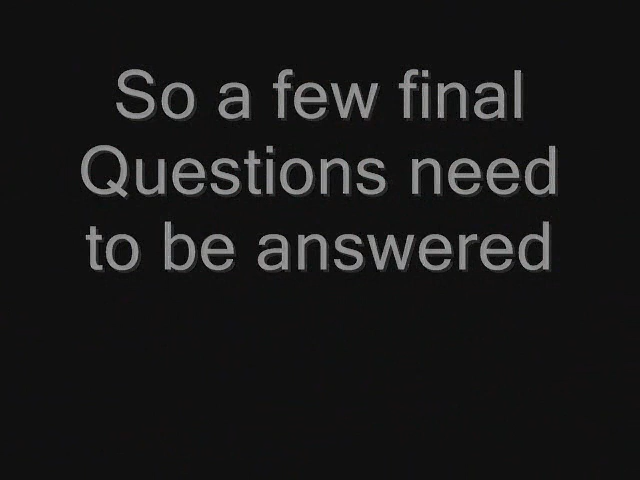 So a few final
Questions need
to be answered